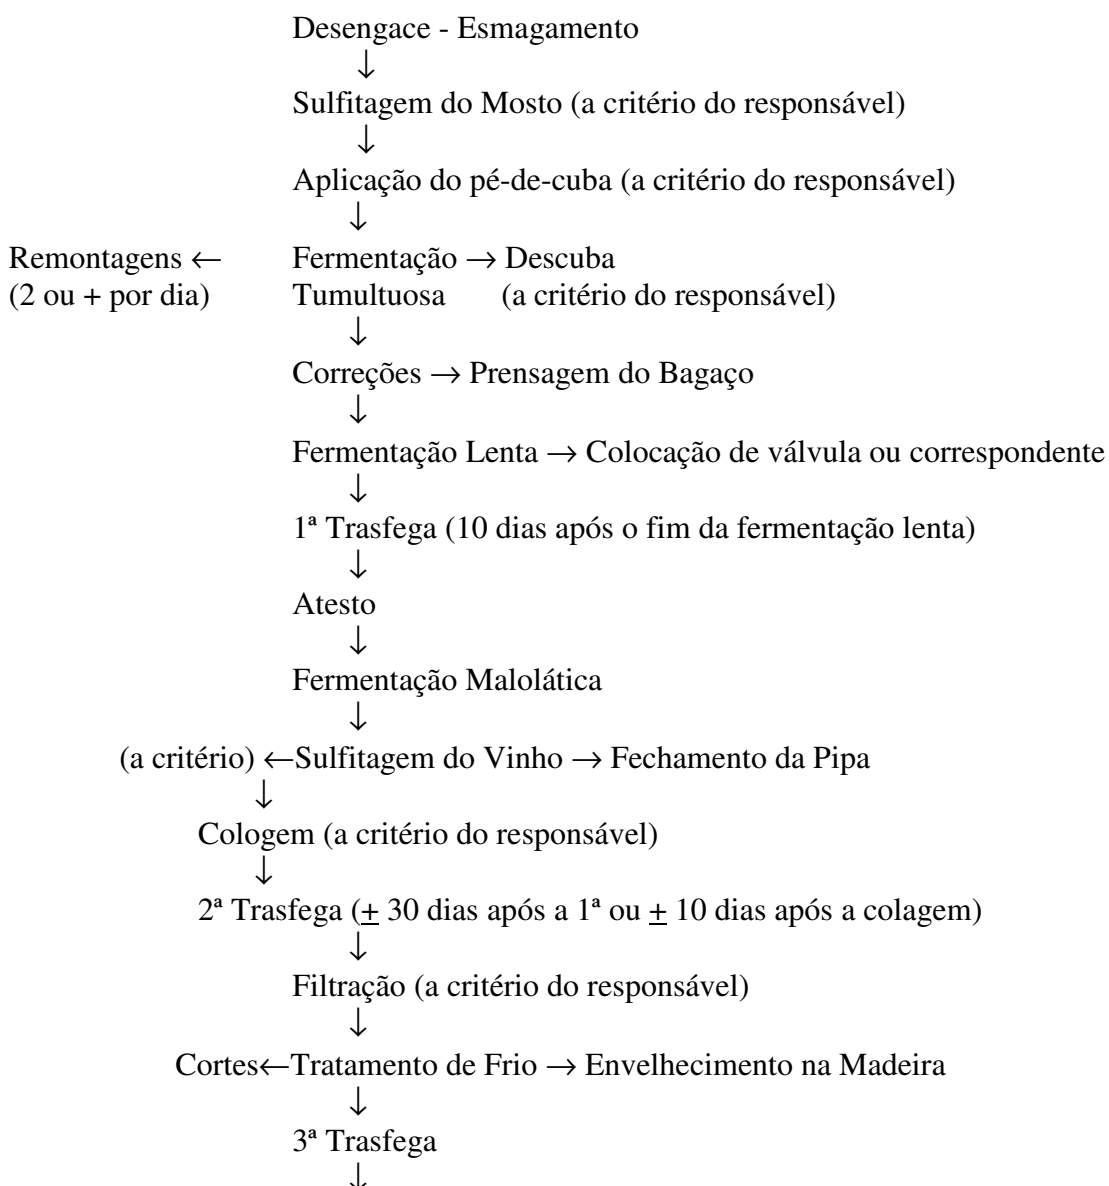 Desengace - Esmagamento
↓
Sulfitagem do Mosto (a critério do responsável)
↓
Aplicação do pé-de-cuba (a critério do responsável)
↓
Remontagens ← Fermentação → Descuba
(2 ou + por dia) Tumultuosa (a critério do responsável)
↓
Correções → Prensagem do Bagaço
↓
Fermentação Lenta → Colocação de válvula ou correspondente
↓
1ª Trasfega (10 dias após o fim da fermentação lenta)
↓
Atesto
↓
Fermentação Malolática
↓
(a critério) ←Sulfitagem do Vinho → Fechamento da Pipa
↓
Cologem (a critério do responsável)
↓
2ª Trasfega (± 30 dias após a 1ª ou ± 10 dias após a colagem)
↓
Filtração (a critério do responsável)
↓
Cortes←Tratamento de Frio → Envelhecimento na Madeira
↓
3ª Trasfega
↓